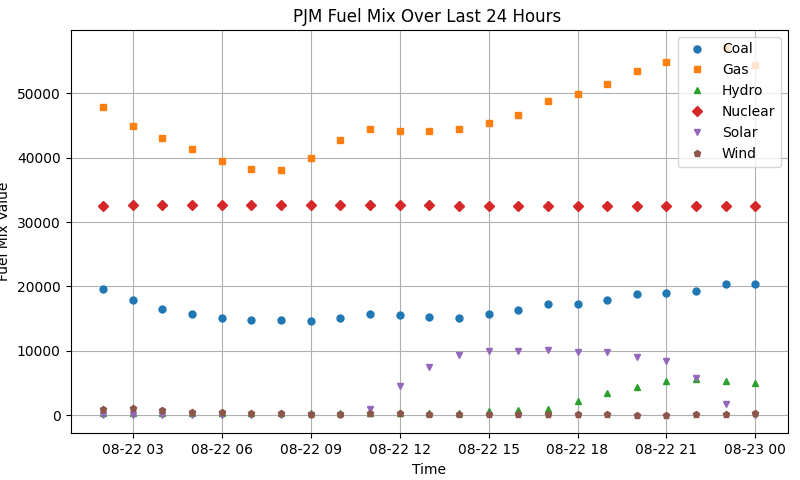 PJM Fuel Mix Over Last 24 Hours
Coal
Gas
Hydro
Nuclear
Solar
Wind
50000
40000
30000
20000
10000
0
Fuel Mix Value
08-22 03
08-22 06
08-22 09
08-22 12
08-22 15
08-22 18
08-22 21
08-23 00
Time